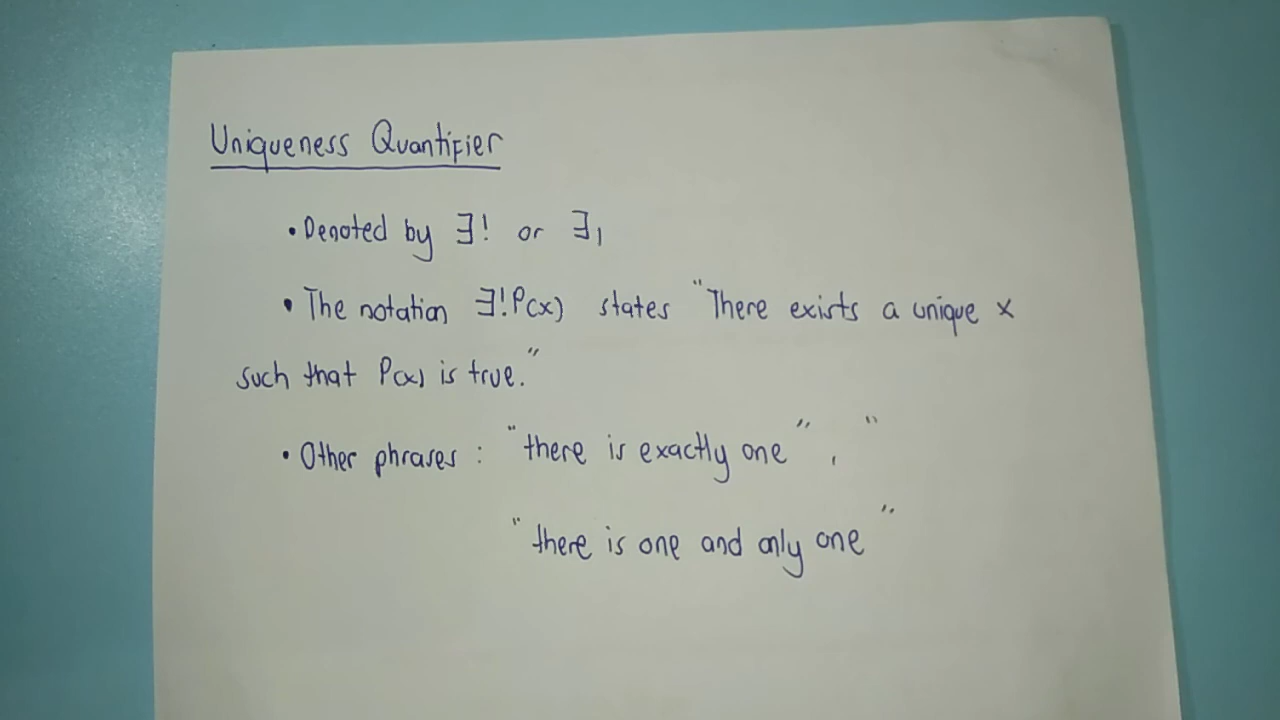 Uniqueness Quantifier
• Denoted by ∃! or ∃₁
• The notation ∃!P(x) states "There exists a unique x
such that P(x) is true."
• Other phrases : "there is exactly one", "
"there is one and only one"